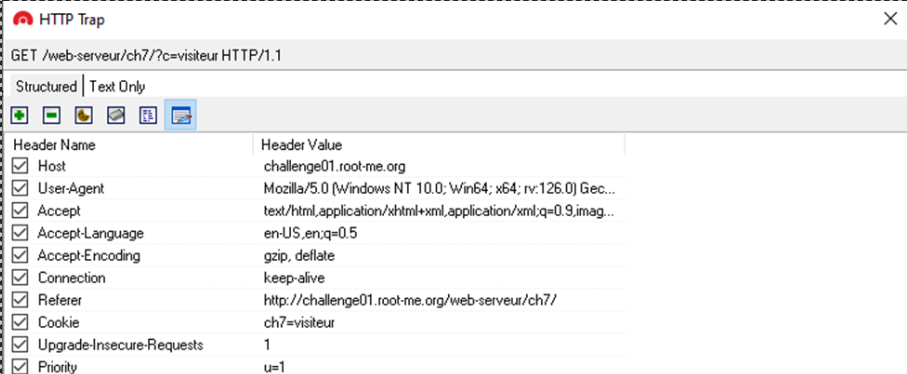 HTTP Trap
GET /web-serveur/ch7/?c=visiteur HTTP/1.1
Structured Text Only
Header Name Header Value
Host challenge01.root-me.org
User-Agent Mozilla/5.0 (Windows NT 10.0; Win64; x64; rv:126.0) Gec...
Accept text/html,application/xhtml+xml,application/xml;q=0.9,imag...
Accept-Language en-US,en;q=0.5
Accept-Encoding gzip, deflate
Connection keep-alive
Referer http://challenge01.root-me.org/web-serveur/ch7/
Cookie ch7=visiteur
Upgrade-Insecure-Requests 1
Priority u=1